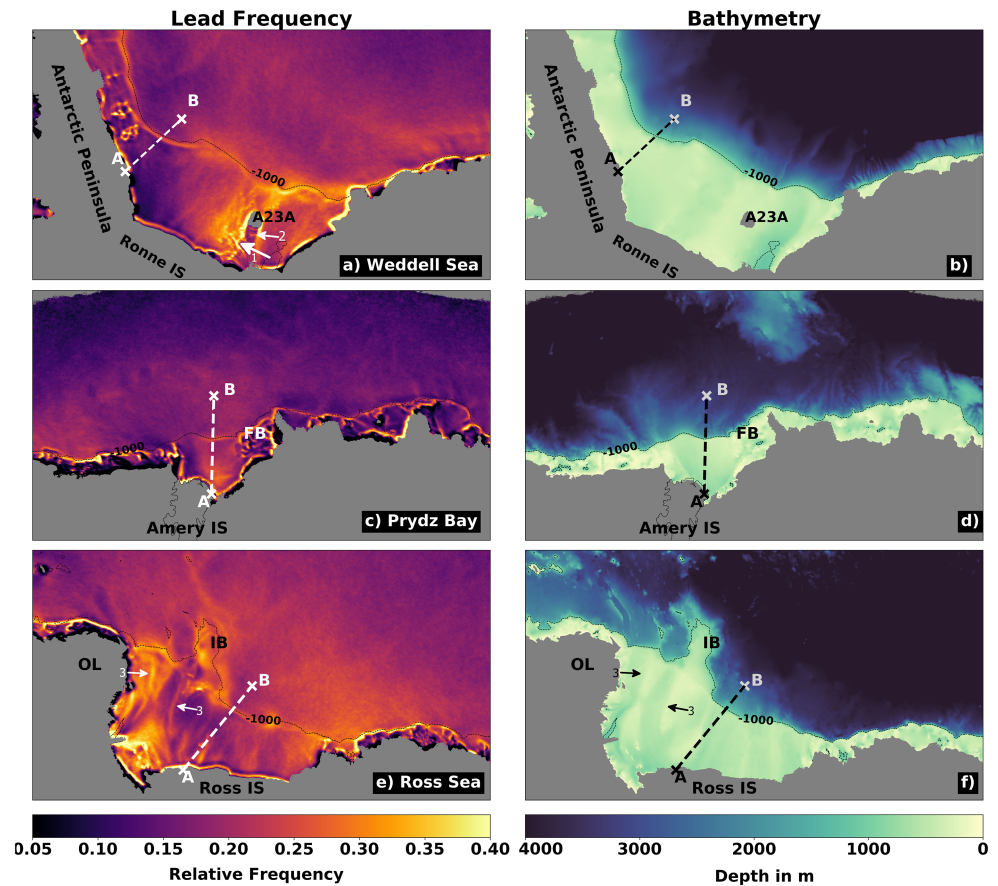 Lead Frequency
Bathymetry
Antarctic Peninsula
B
A
-1000
A23A
2
1
Ronne IS
a) Weddell Sea
Antarctic Peninsula
B
A
-1000
A23A
Ronne IS
b)
B
FB
-1000
A
Amery IS
c) Prydz Bay
B
FB
-1000
A
Amery IS
d)
IB
OL
3
B
3
-1000
A
Ross IS
e) Ross Sea
IB
OL
3
B
3
-1000
A
Ross IS
f)
0.05 0.10 0.15 0.20 0.25 0.30 0.35 0.40
Relative Frequency
4000 3000 2000 1000 0
Depth in m